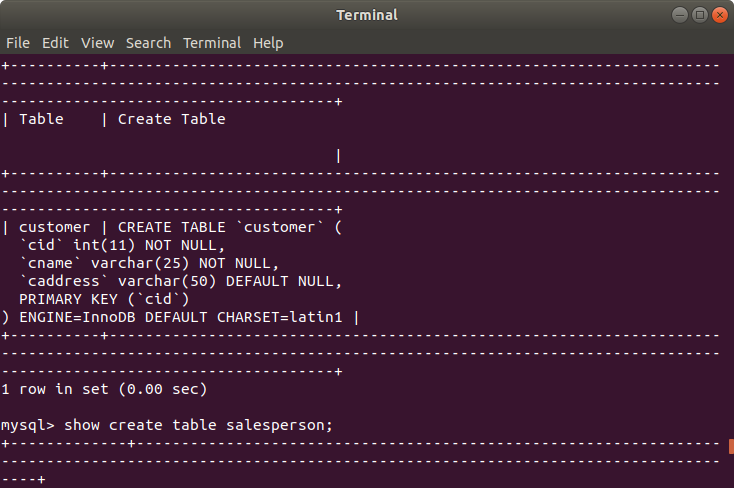 Terminal
File Edit View Search Terminal Help
+----------+--------------------------------------------------------------------
--------------------------------------------------------------------------------
-------------------------------------+
| Table    | Create Table
                                     |
+----------+--------------------------------------------------------------------
--------------------------------------------------------------------------------
-------------------------------------+
| customer | CREATE TABLE `customer` (
  `cid` int(11) NOT NULL,
  `cname` varchar(25) NOT NULL,
  `caddress` varchar(50) DEFAULT NULL,
  PRIMARY KEY (`cid`)
) ENGINE=InnoDB DEFAULT CHARSET=latin1 |
+----------+--------------------------------------------------------------------
--------------------------------------------------------------------------------
-------------------------------------+
1 row in set (0.00 sec)
mysql> show create table salesperson;
+-------------+-----------------------------------------------------------------
--------------------------------------------------------------------------------
----+